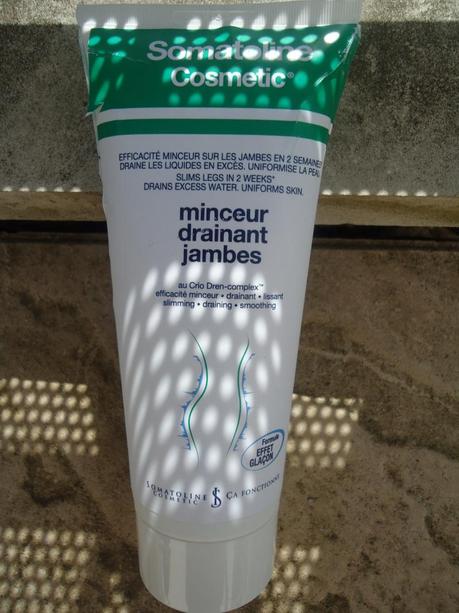 Somatoline
Cosmetic®
EFFICACITÉ MINCEUR SUR LES JAMBES EN 2 SEMAINES
DRAINE LES LIQUIDES EN EXCÈS. UNIFORMISE LA PEAU
SLIMS LEGS IN 2 WEEKS*
DRAINS EXCESS WATER. UNIFORMS SKIN.
minceur
drainant
jambes
au Crio Dren-complex™
efficacité minceur • drainant • lissant
slimming • draining • smoothing
Formule
EFFET
GLAÇON
SOMATOLINE
COSMETIC
ÇA FONCTIONNE